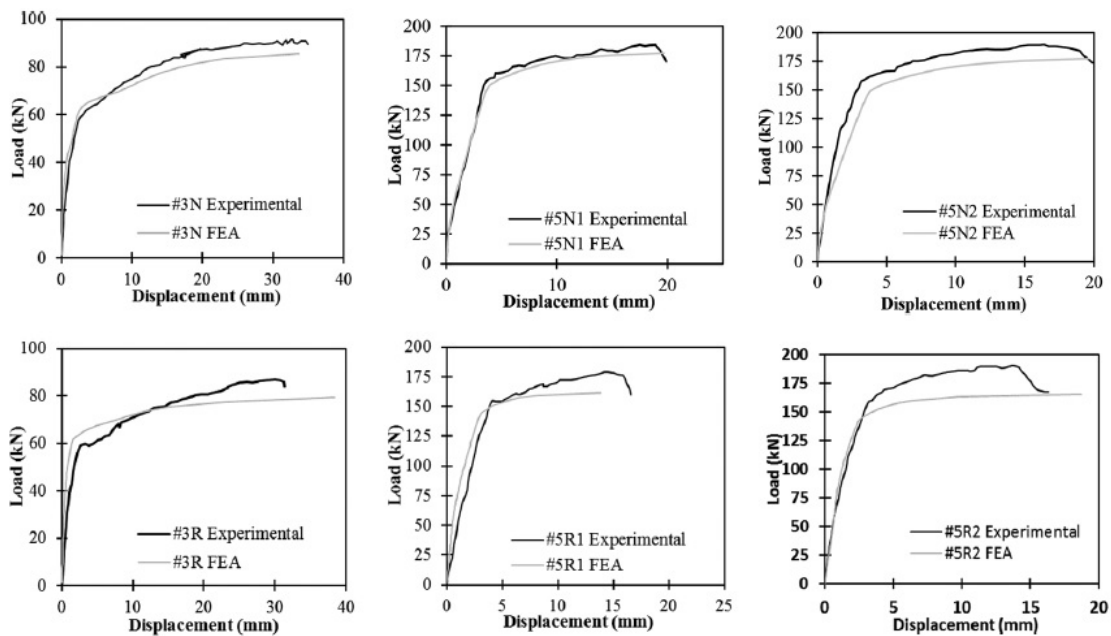 100
80
60
40
20
0
Load (kN)
#3N Experimental
#3N FEA
0 10 20 30 40
Displacement (mm)
200
175
150
125
100
75
50
25
0
Load (kN)
#5N1 Experimental
#5N1 FEA
0 10 20
Displacement (mm)
200
175
150
125
100
75
50
25
0
Load (kN)
#5N2 Experimental
#5N2 FEA
0 5 10 15 20
Displacement (mm)
100
80
60
40
20
0
Load (kN)
#3R Experimental
#3R FEA
0 10 20 30 40
Displacement (mm)
200
175
150
125
100
75
50
25
0
Load (kN)
#5R1 Experimental
#5R1 FEA
0 5 10 15 20 25
Displacement (mm)
200
175
150
125
100
75
50
25
0
Load (kN)
#5R2 Experimental
#5R2 FEA
0 5 10 15 20
Displacement (mm)